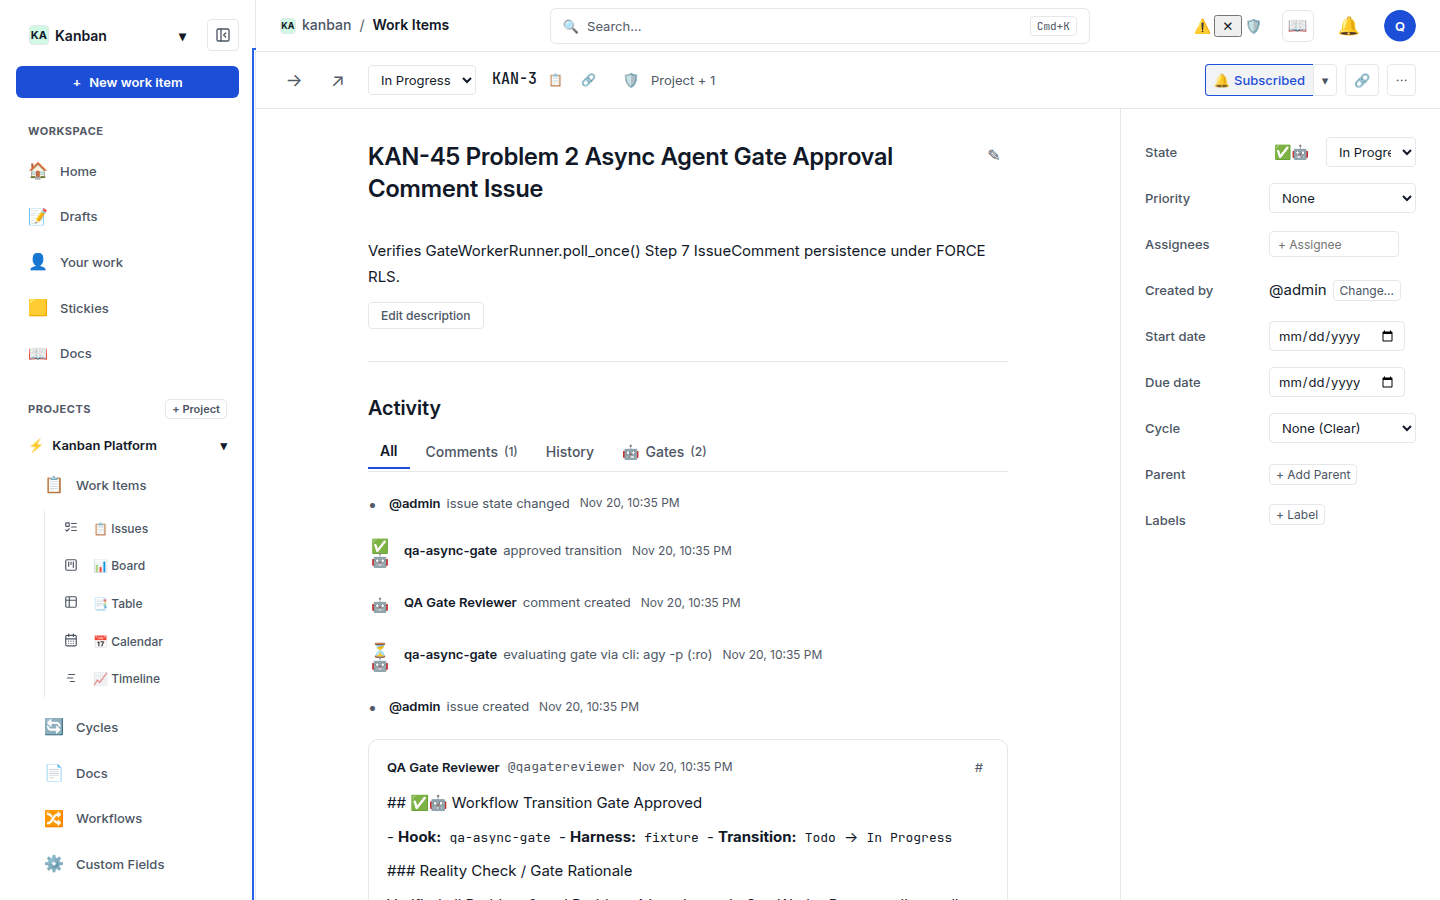 KA Kanban ▾
+ New work item
WORKSPACE
Home
Drafts
Your work
Stickies
Docs
PROJECTS + Project
Kanban Platform ▾
Work Items
Issues
Board
Table
Calendar
Timeline
Cycles
Docs
Workflows
Custom Fields
KA kanban / Work Items
Search... Cmd+K
✕
Q
→ ↗ In Progress KAN-3 Project + 1
Subscribed ▾ ...
KAN-45 Problem 2 Async Agent Gate Approval
Comment Issue
Verifies GateWorkerRunner.poll_once() Step 7 IssueComment persistence under FORCE
RLS.
Edit description
Activity
All Comments (1) History Gates (2)
• @admin issue state changed Nov 20, 10:35 PM
qa-async-gate approved transition Nov 20, 10:35 PM
QA Gate Reviewer comment created Nov 20, 10:35 PM
qa-async-gate evaluating gate via cli: agy -p (:ro) Nov 20, 10:35 PM
• @admin issue created Nov 20, 10:35 PM
QA Gate Reviewer @qagatereviewer Nov 20, 10:35 PM #
## ✅🤖 Workflow Transition Gate Approved
- Hook: qa-async-gate - Harness: fixture - Transition: Todo → In Progress
### Reality Check / Gate Rationale
State In Progre
Priority None
Assignees + Assignee
Created by @admin Change...
Start date mm/dd/yyyy
Due date mm/dd/yyyy
Cycle None (Clear)
Parent + Add Parent
Labels + Label